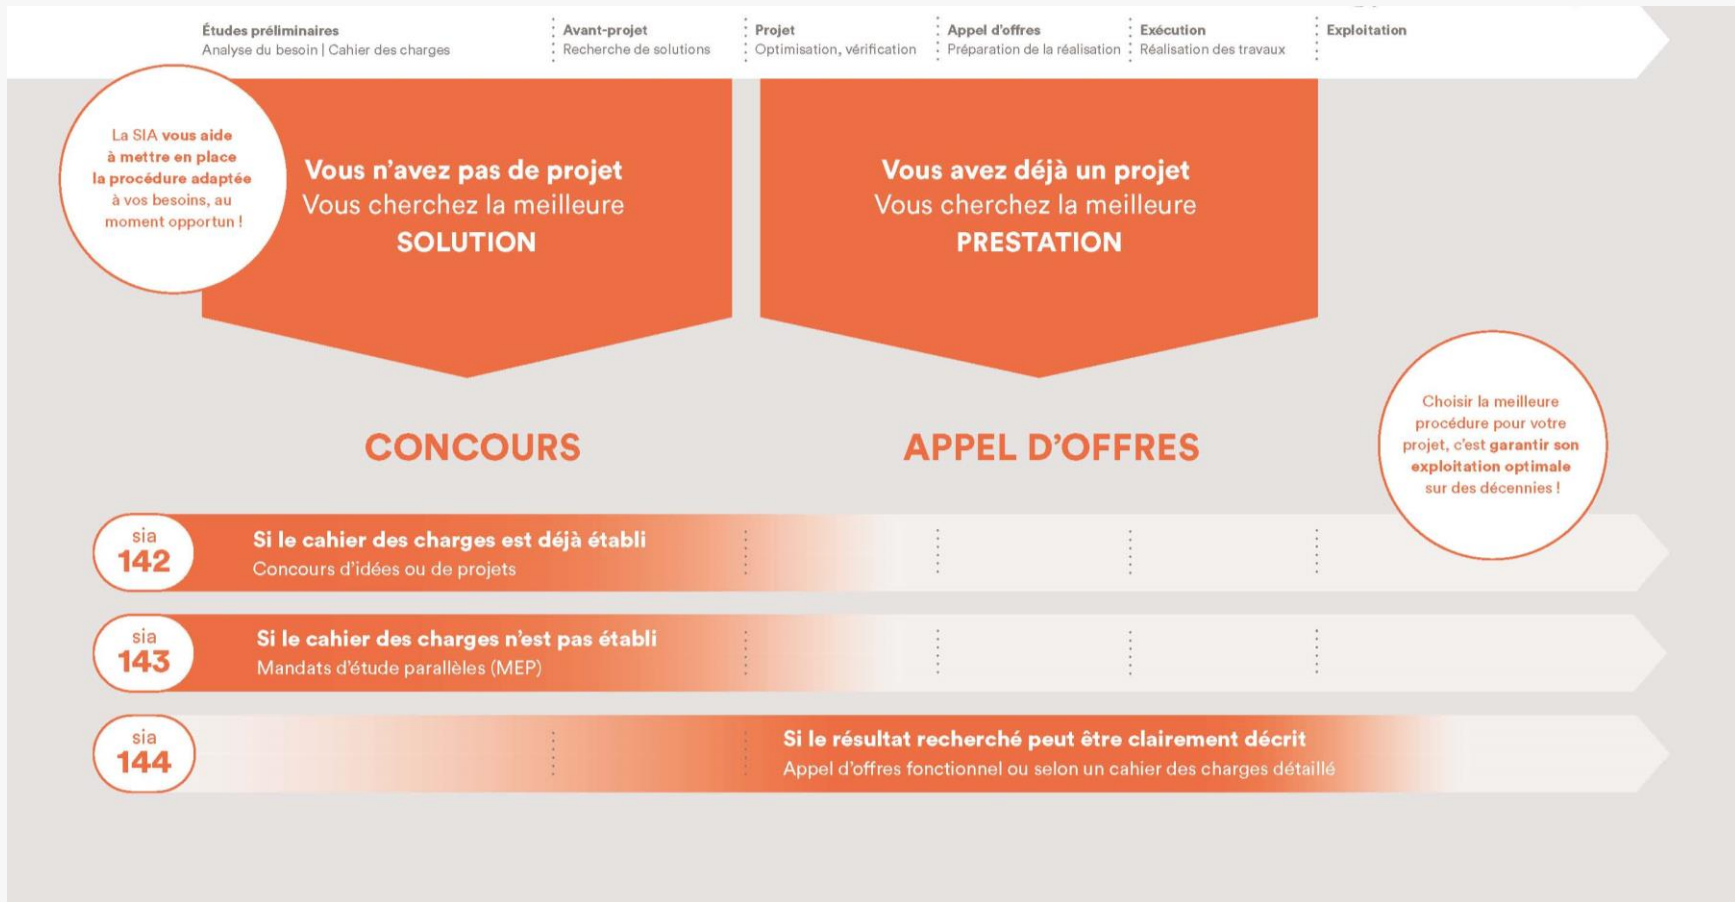 Études préliminaires
Analyse du besoin | Cahier des charges
Avant-projet
Recherche de solutions
Projet
Optimisation, vérification
Appel d'offres
Préparation de la réalisation
Exécution
Réalisation des travaux
Exploitation
La SIA vous aide
à mettre en place
la procédure adaptée
à vos besoins, au
moment opportun !
Vous n'avez pas de projet
Vous cherchez la meilleure
SOLUTION
Vous avez déjà un projet
Vous cherchez la meilleure
PRESTATION
Choisir la meilleure
procédure pour votre
projet, c'est garantir son
exploitation optimale
sur des décennies !
CONCOURS
APPEL D'OFFRES
sia
142
Si le cahier des charges est déjà établi
Concours d'idées ou de projets
sia
143
Si le cahier des charges n'est pas établi
Mandats d'étude parallèles (MEP)
sia
144
Si le résultat recherché peut être clairement décrit
Appel d'offres fonctionnel ou selon un cahier des charges détaillé